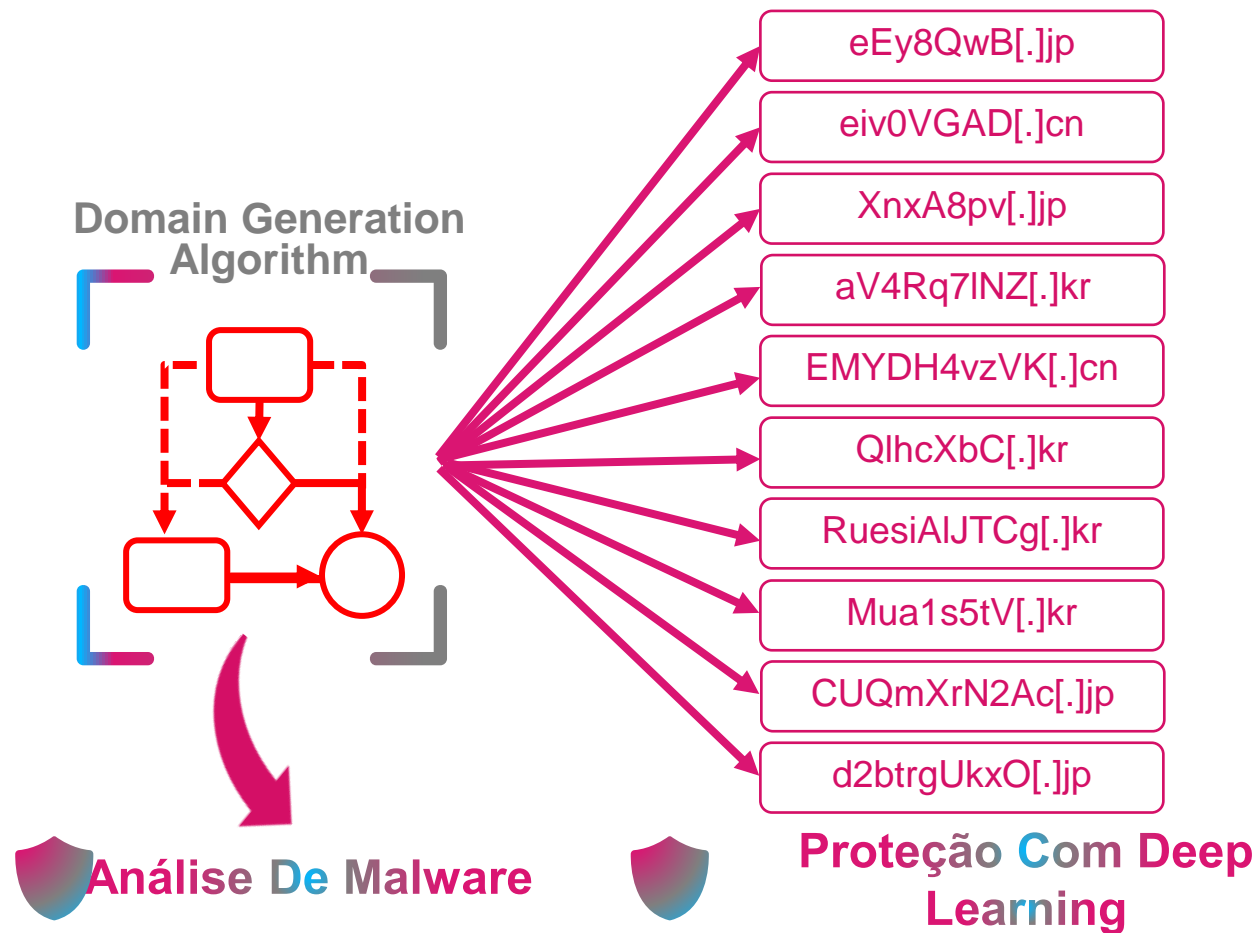 Domain Generation
Algorithm
eEy8QwB[.]jp
eiv0VGAD[.]cn
XnxA8pv[.]jp
aV4Rq7lNZ[.]kr
EMYDH4vzVK[.]cn
QlhcXbC[.]kr
RuesiAlJTCg[.]kr
Mua1s5tV[.]kr
CUQmXrN2Ac[.]jp
d2btrgUkxO[.]jp
Análise De Malware
Proteção Com Deep
Learning